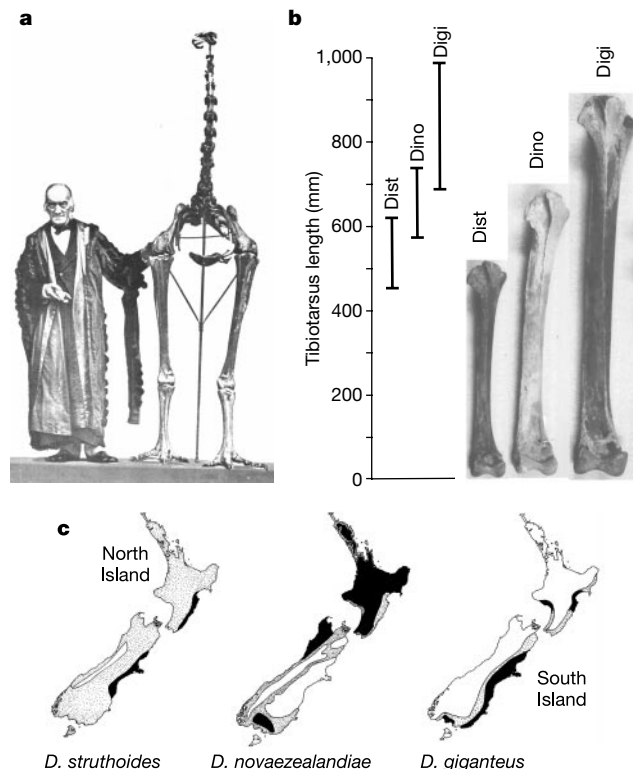 a
b
Tibiotarsus length (mm)
1,000
800
600
400
200
0
Dist
Dino
Digi
Dist
Dino
Digi
c
North
Island
South
Island
D. struthoides
D. novaezealandiae
D. giganteus